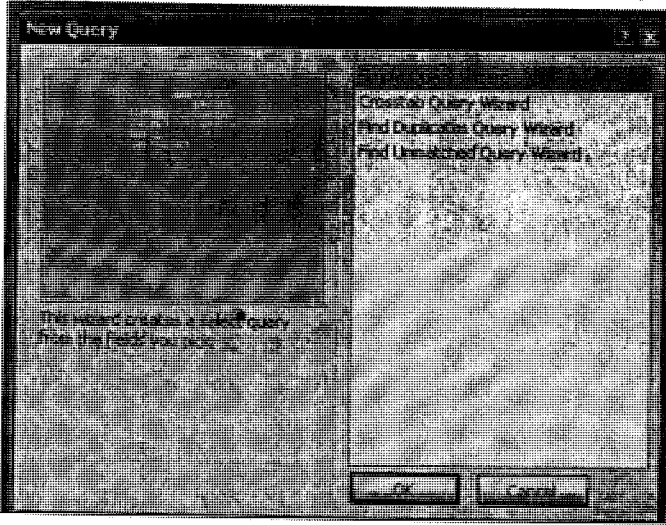 New Query
Crosstab Query Wizard
Find Duplicates Query Wizard
Find Unmatched Query Wizard
This wizard creates a select query
from the fields you pick.
OK
Cancel